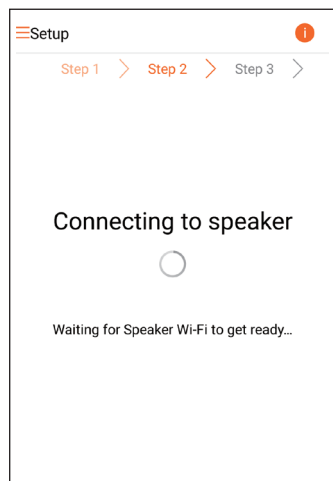 Setup
i
Step 1 > Step 2 > Step 3 >
Connecting to speaker
Waiting for Speaker Wi-Fi to get ready...